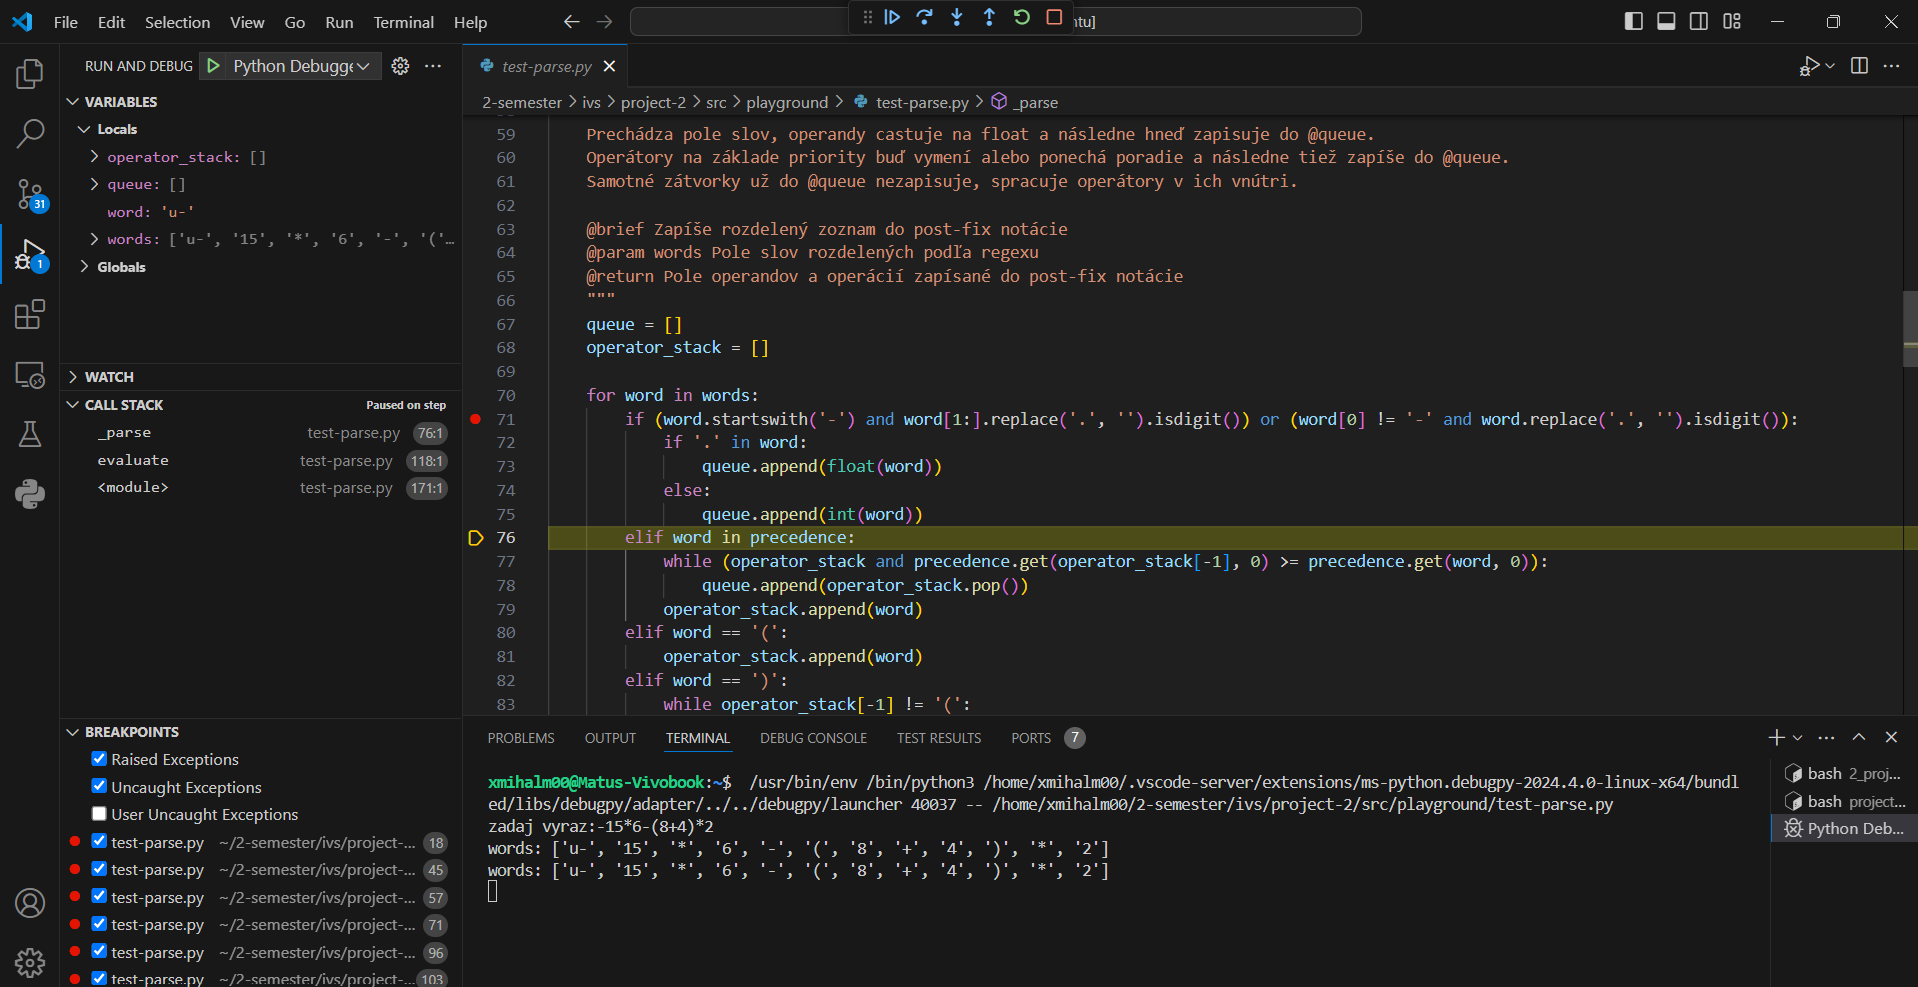 File Edit Selection View Go Run Terminal Help
ntu]
RUN AND DEBUG
Python Debugge
VARIABLES
Locals
operator_stack: []
queue: []
word: 'u-'
words: ['u-', '15', '*', '6', '-', '('…
Globals
WATCH
CALL STACK
Paused on step
_parse test-parse.py 76:1
evaluate test-parse.py 118:1
<module> test-parse.py 171:1
BREAKPOINTS
Raised Exceptions
Uncaught Exceptions
User Uncaught Exceptions
test-parse.py ~/2-semester/ivs/project-... 18
test-parse.py ~/2-semester/ivs/project-... 45
test-parse.py ~/2-semester/ivs/project-... 57
test-parse.py ~/2-semester/ivs/project-... 71
test-parse.py ~/2-semester/ivs/project-... 96
test-parse.py ~/2-semester/ivs/project-... 103
31
1
test-parse.py
2-semester > ivs > project-2 > src > playground > test-parse.py > _parse
59 Prechádza pole slov, operandy castuje na float a následne hneď zapisuje do @queue.
60 Operátory na základe priority buď vymení alebo ponechá poradie a následne tiež zapíše do @queue.
61 Samotné zátvorky už do @queue nezapisuje, spracuje operátory v ich vnútri.
62
63 @brief Zapíše rozdelený zoznam do post-fix notácie
64 @param words Pole slov rozdelených podľa regexu
65 @return Pole operandov a operácií zapísané do post-fix notácie
66 """
67 queue = []
68 operator_stack = []
69
70 for word in words:
71 if (word.startswith('-') and word[1:].replace('.', '').isdigit()) or (word[0] != '-' and word.replace('.', '').isdigit()):
72 if '.' in word:
73 queue.append(float(word))
74 else:
75 queue.append(int(word))
76 elif word in precedence:
77 while (operator_stack and precedence.get(operator_stack[-1], 0) >= precedence.get(word, 0)):
78 queue.append(operator_stack.pop())
79 operator_stack.append(word)
80 elif word == '(':
81 operator_stack.append(word)
82 elif word == ')':
83 while operator_stack[-1] != '(':
PROBLEMS OUTPUT TERMINAL DEBUG CONSOLE TEST RESULTS PORTS 7
xmihalm00@Matus-Vivobook:~$ /usr/bin/env /bin/python3 /home/xmihalm00/.vscode-server/extensions/ms-python.debugpy-2024.4.0-linux-x64/bundl
ed/libs/debugpy/adapter/../../debugpy/launcher 40037 -- /home/xmihalm00/2-semester/ivs/project-2/src/playground/test-parse.py
zadaj vyraz:-15*6-(8+4)*2
words: ['u-', '15', '*', '6', '-', '(', '8', '+', '4', ')', '*', '2']
words: ['u-', '15', '*', '6', '-', '(', '8', '+', '4', ')', '*', '2']
bash 2_proj...
bash project...
Python Deb...